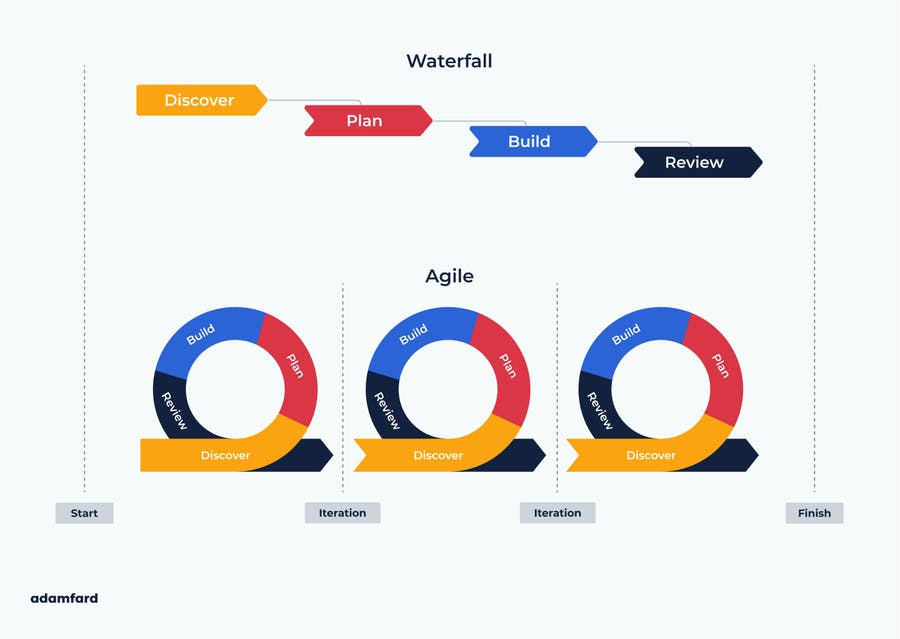 Waterfall
Discover
Plan
Build
Review
Agile
Build
Plan
Review
Discover
Build
Plan
Review
Discover
Build
Plan
Review
Discover
Start
Iteration
Iteration
Finish
adamfard